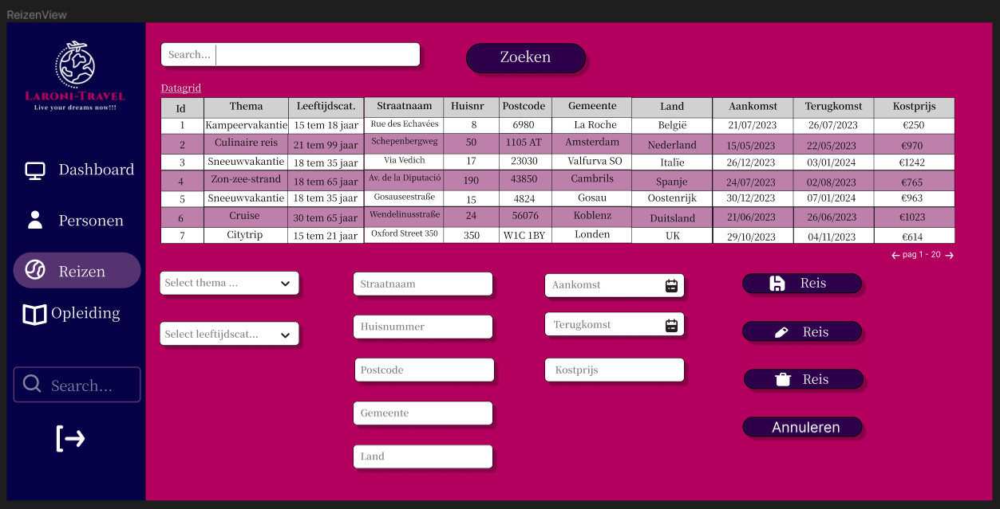 ReizenView
LARONI-TRAVEL
Live your dreams now!!!
Dashboard
Personen
Reizen
Opleiding
Search...
Search...
Zoeken
Datagrid
Id Thema Leeftijdscat. Straatnaam Huisnr Postcode Gemeente Land Aankomst Terugkomst Kostprijs
1 Kampeervakantie 15 tem 18 jaar Rue des Echavées 8 6980 La Roche België 21/07/2023 26/07/2023 €250
2 Culinaire reis 21 tem 99 jaar Schepenbergweg 50 1105 AT Amsterdam Nederland 15/05/2023 22/05/2023 €970
3 Sneeuwvakantie 18 tem 35 jaar Via Vedich 17 23030 Valfurva SO Italïe 26/12/2023 03/01/2024 €1242
4 Zon-zee-strand 18 tem 65 jaar Av. de la Diputació 190 43850 Cambrils Spanje 24/07/2023 02/08/2023 €765
5 Sneeuwvakantie 18 tem 35 jaar Gosauseestraße 15 4824 Gosau Oostenrijk 30/12/2023 07/01/2024 €963
6 Cruise 30 tem 65 jaar Wendelinusstraße 24 56076 Koblenz Duitsland 21/06/2023 26/06/2023 €1023
7 Citytrip 15 tem 21 jaar Oxford Street 350 350 W1C 1BY Londen UK 29/10/2023 04/11/2023 €614
pag 1 - 20
Select thema ...
Select leeftijdscat...
Straatnaam
Huisnummer
Postcode
Gemeente
Land
Aankomst
Terugkomst
Kostprijs
Reis
Reis
Reis
Annuleren